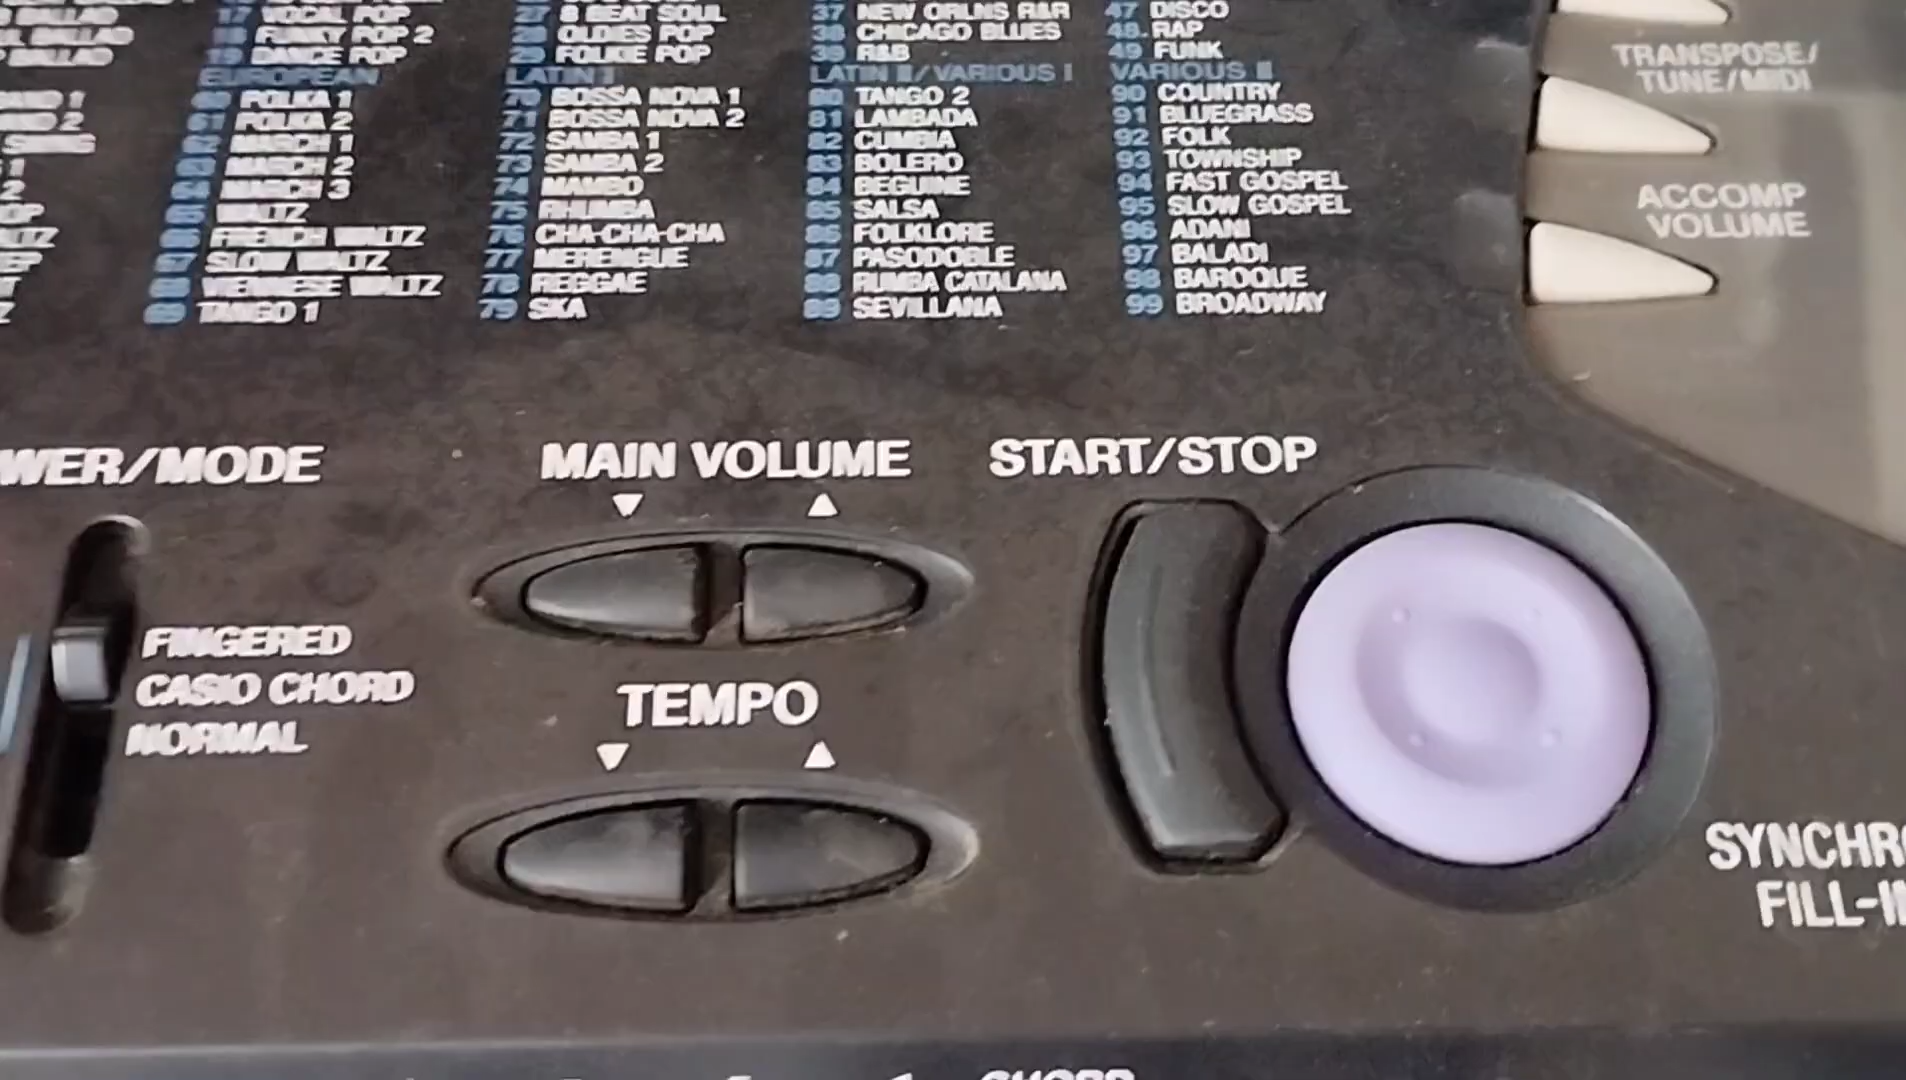 17 VOCAL POP
18 FUNKY POP 2
19 DANCE POP
EUROPEAN
60 POLKA 1
61 POLKA 2
62 MARCH 1
63 MARCH 2
64 MARCH 3
65 WALTZ
66 FRENCH WALTZ
67 SLOW WALTZ
68 VIENNESE WALTZ
69 TANGO 1
27 8 BEAT SOUL
28 OLDIES POP
29 FOLKIE POP
LATIN I
70 BOSSA NOVA 1
71 BOSSA NOVA 2
72 SAMBA 1
73 SAMBA 2
74 MAMBO
75 RHUMBA
76 CHA-CHA-CHA
77 MERENGUE
78 REGGAE
79 SKA
37 NEW ORLNS R&R
38 CHICAGO BLUES
39 R&B
LATIN II/VARIOUS I
80 TANGO 2
81 LAMBADA
82 CUMBIA
83 BOLERO
84 BEGUINE
85 SALSA
86 FOLKLORE
87 PASODOBLE
88 RUMBA CATALANA
89 SEVILLANA
47 DISCO
48 RAP
49 FUNK
VARIOUS II
90 COUNTRY
91 BLUEGRASS
92 FOLK
93 TOWNSHIP
94 FAST GOSPEL
95 SLOW GOSPEL
96 ADANI
97 BALADI
98 BAROQUE
99 BROADWAY
TRANSPOSE/
TUNE/MIDI
ACCOMP
VOLUME
WER/MODE
FINGERED
CASIO CHORD
NORMAL
MAIN VOLUME
TEMPO
START/STOP
SYNCHRO
FILL-IN
CHORD